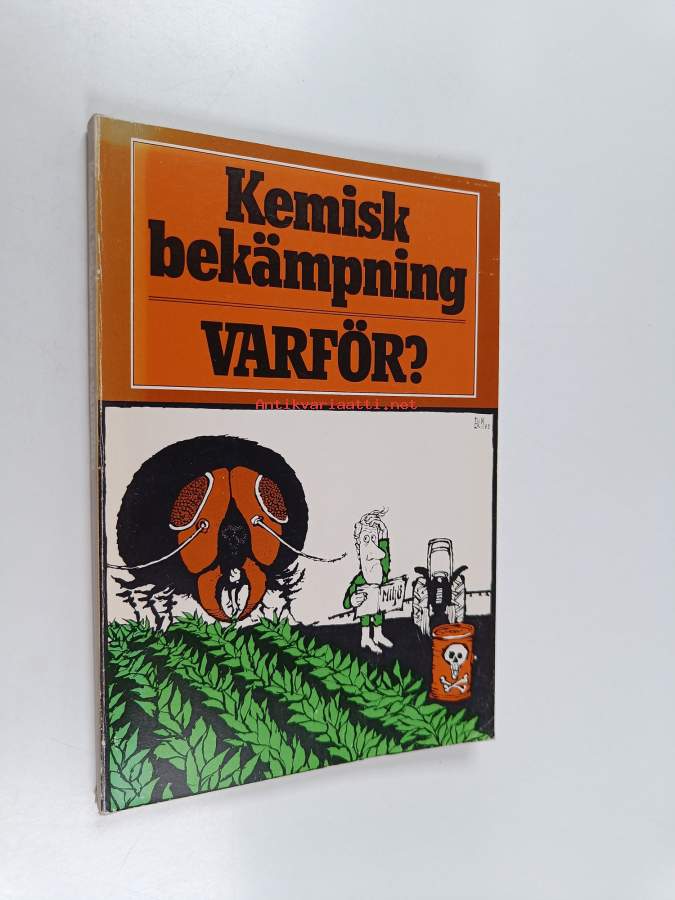 Kemisk
bekämpning
VARFÖR?
Antikvariaatti.net